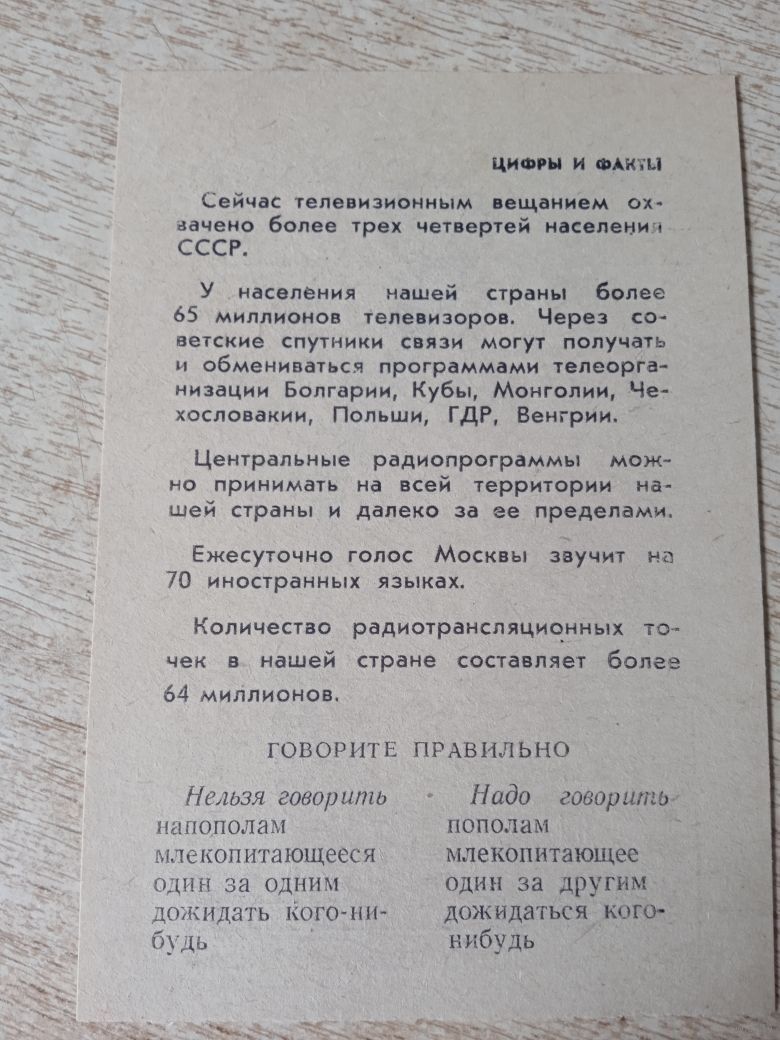 ЦИФРЫ И ФАКТЫ
Сейчас телевизионным вещанием ох-
вачено более трех четвертей населения
СССР.
У населения нашей страны более
65 миллионов телевизоров. Через со-
ветские спутники связи могут получать
и обмениваться программами телеорга-
низации Болгарии, Кубы, Монголии, Че-
хословакии, Польши, ГДР, Венгрии.
Центральные радиопрограммы мож-
но принимать на всей территории на-
шей страны и далеко за ее пределами.
Ежесуточно голос Москвы звучит на
70 иностранных языках.
Количество радиотрансляционных то-
чек в нашей стране составляет более
64 миллионов.
ГОВОРИТЕ ПРАВИЛЬНО
Нельзя говорить Надо говорить
напополам пополам
млекопитающееся млекопитающее
один за одним один за другим
дожидать кого-ни- дожидаться кого-
будь нибудь